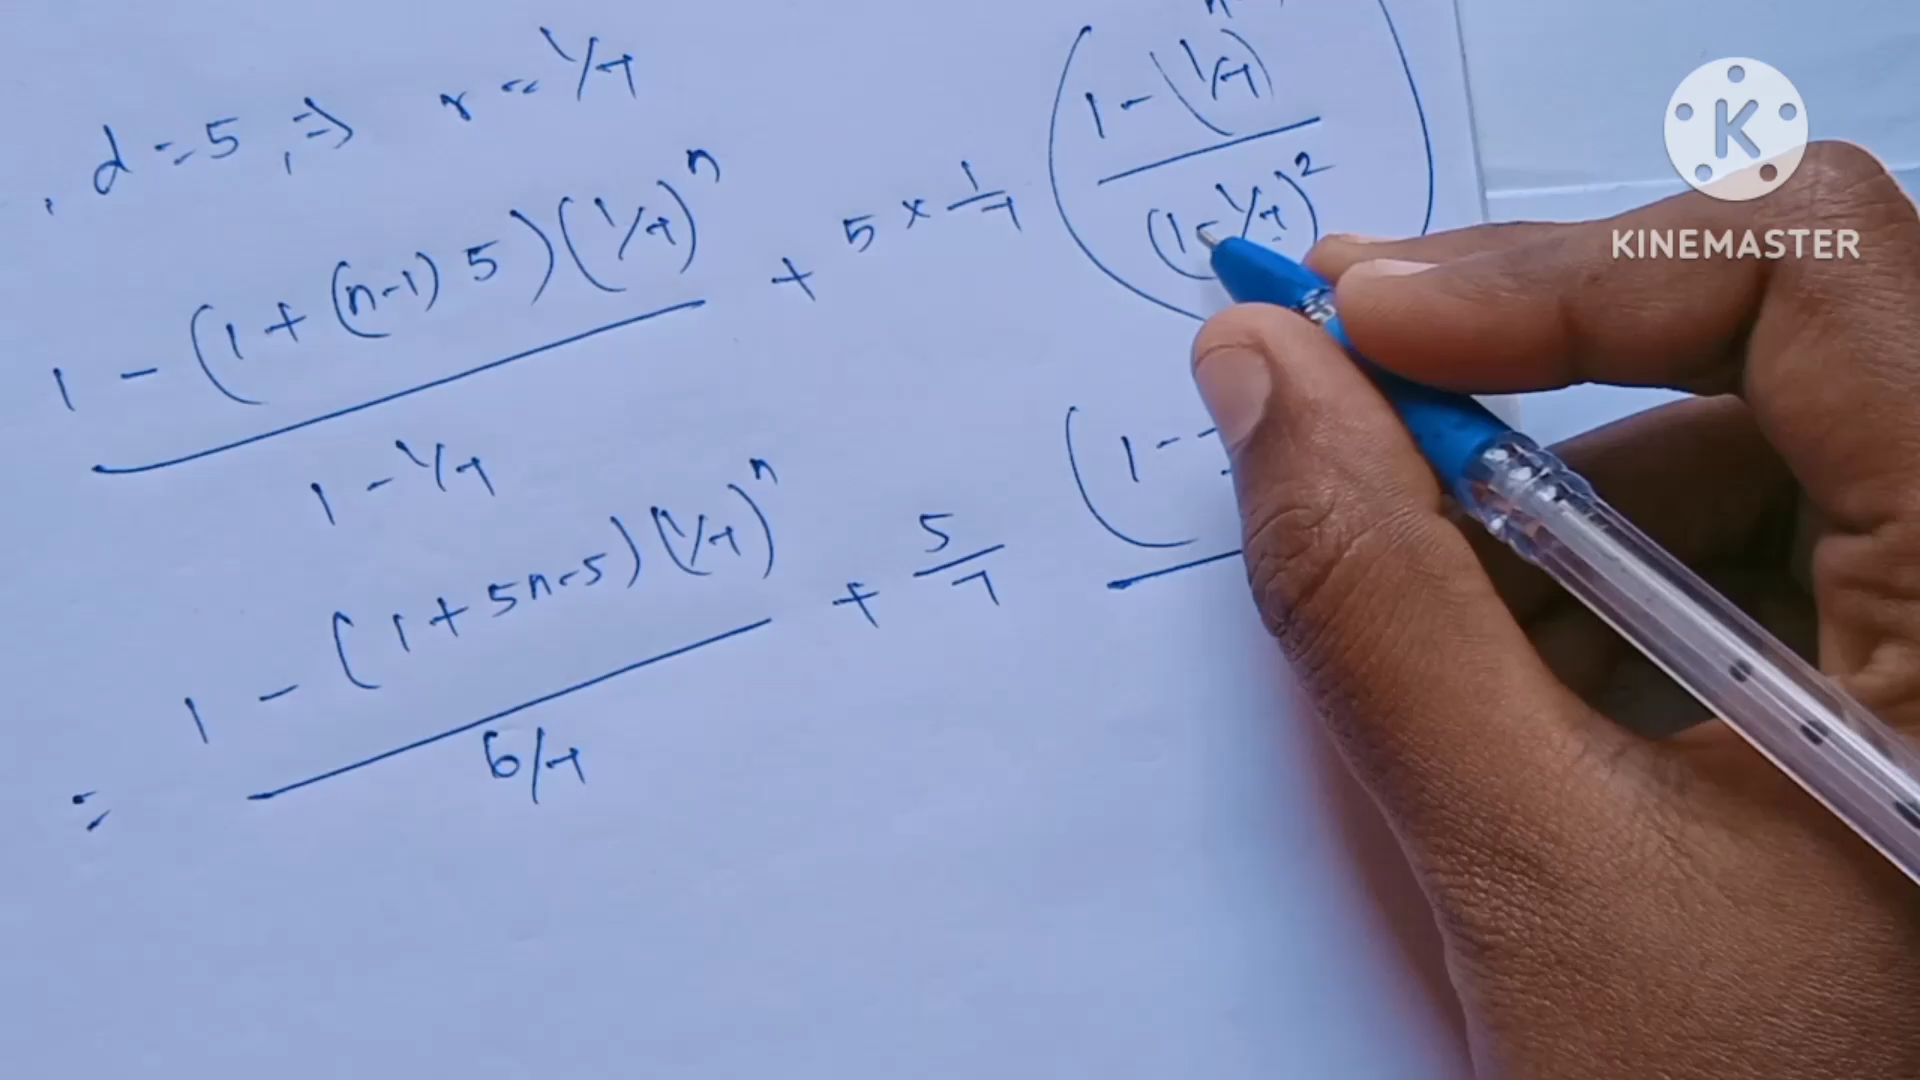 , d = 5 , ⇒ r = 1/7
1 - (1 + (n-1) 5) (1/7)^n / 1 - 1/7 + 5 × 1/7 ( 1 - (1/7) / (1 - 1/7)^2
= 1 - (1 + 5n - 5) (1/7)^n / 6/7 + 5/7 ( 1 -
K
KINEMASTER